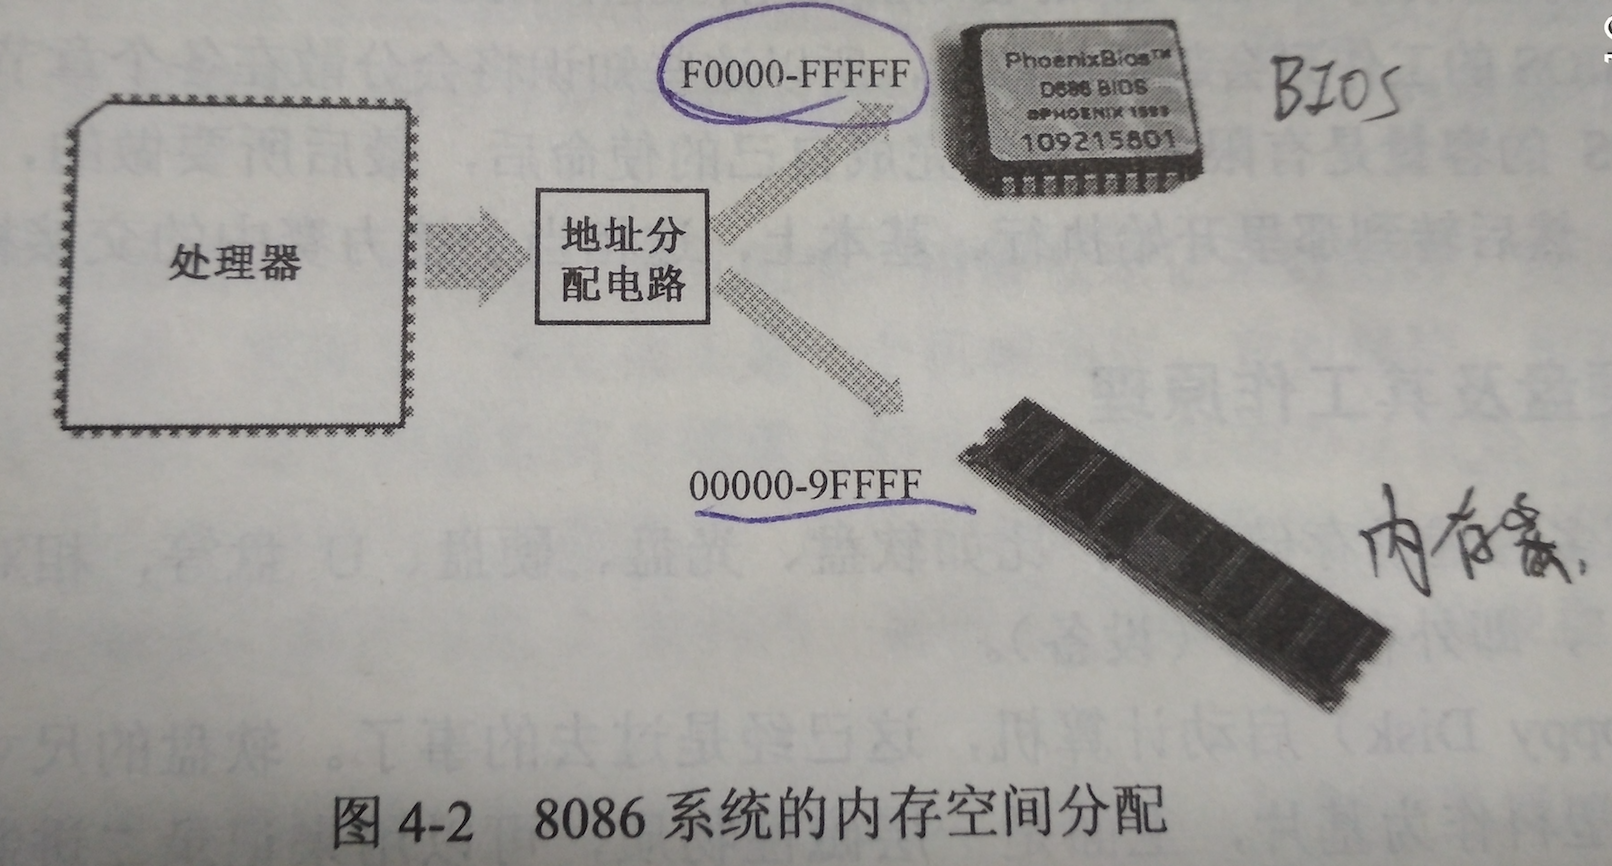 F0000-FFFFF
PhoenixBios™
D686 BIOS
©PHOENIX 1993
109215801
BIOS
处理器
地址分
配电路
00000-9FFFF
内存
图 4-2 8086 系统的内存空间分配